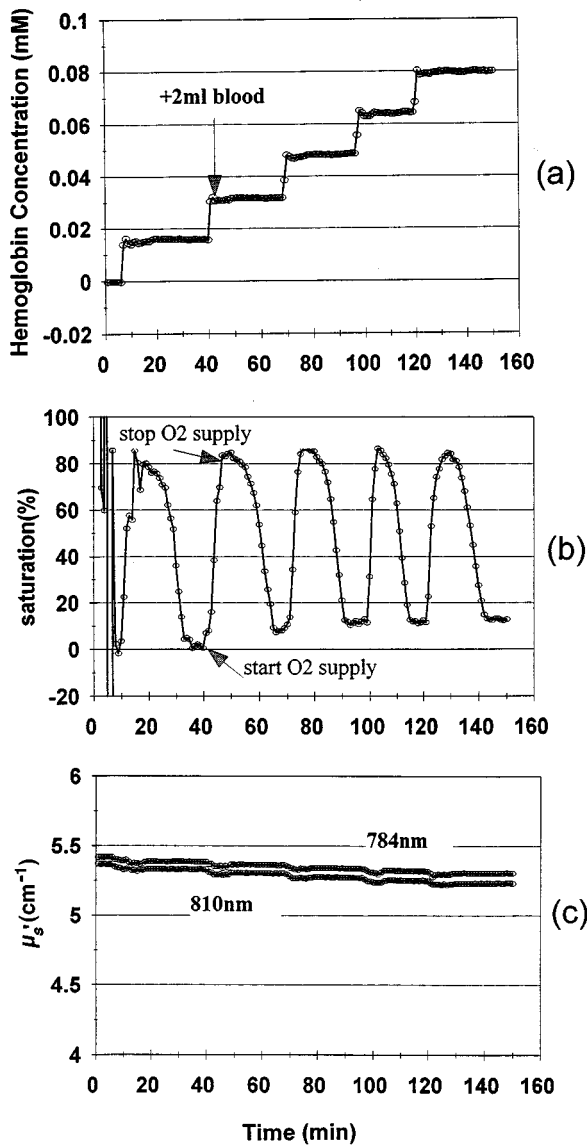 0.1
0.08
0.06
0.04
0.02
0
-0.02
Hemoglobin Concentration (mM)
+2ml blood
(a)
0 20 40 60 80 100 120 140 160
100
80
60
40
20
0
-20
saturation(%)
stop O2 supply
start O2 supply
(b)
0 20 40 60 80 100 120 140 160
6
5.5
5
4.5
4
μs'(cm⁻¹)
784nm
810nm
(c)
0 20 40 60 80 100 120 140 160
Time (min)